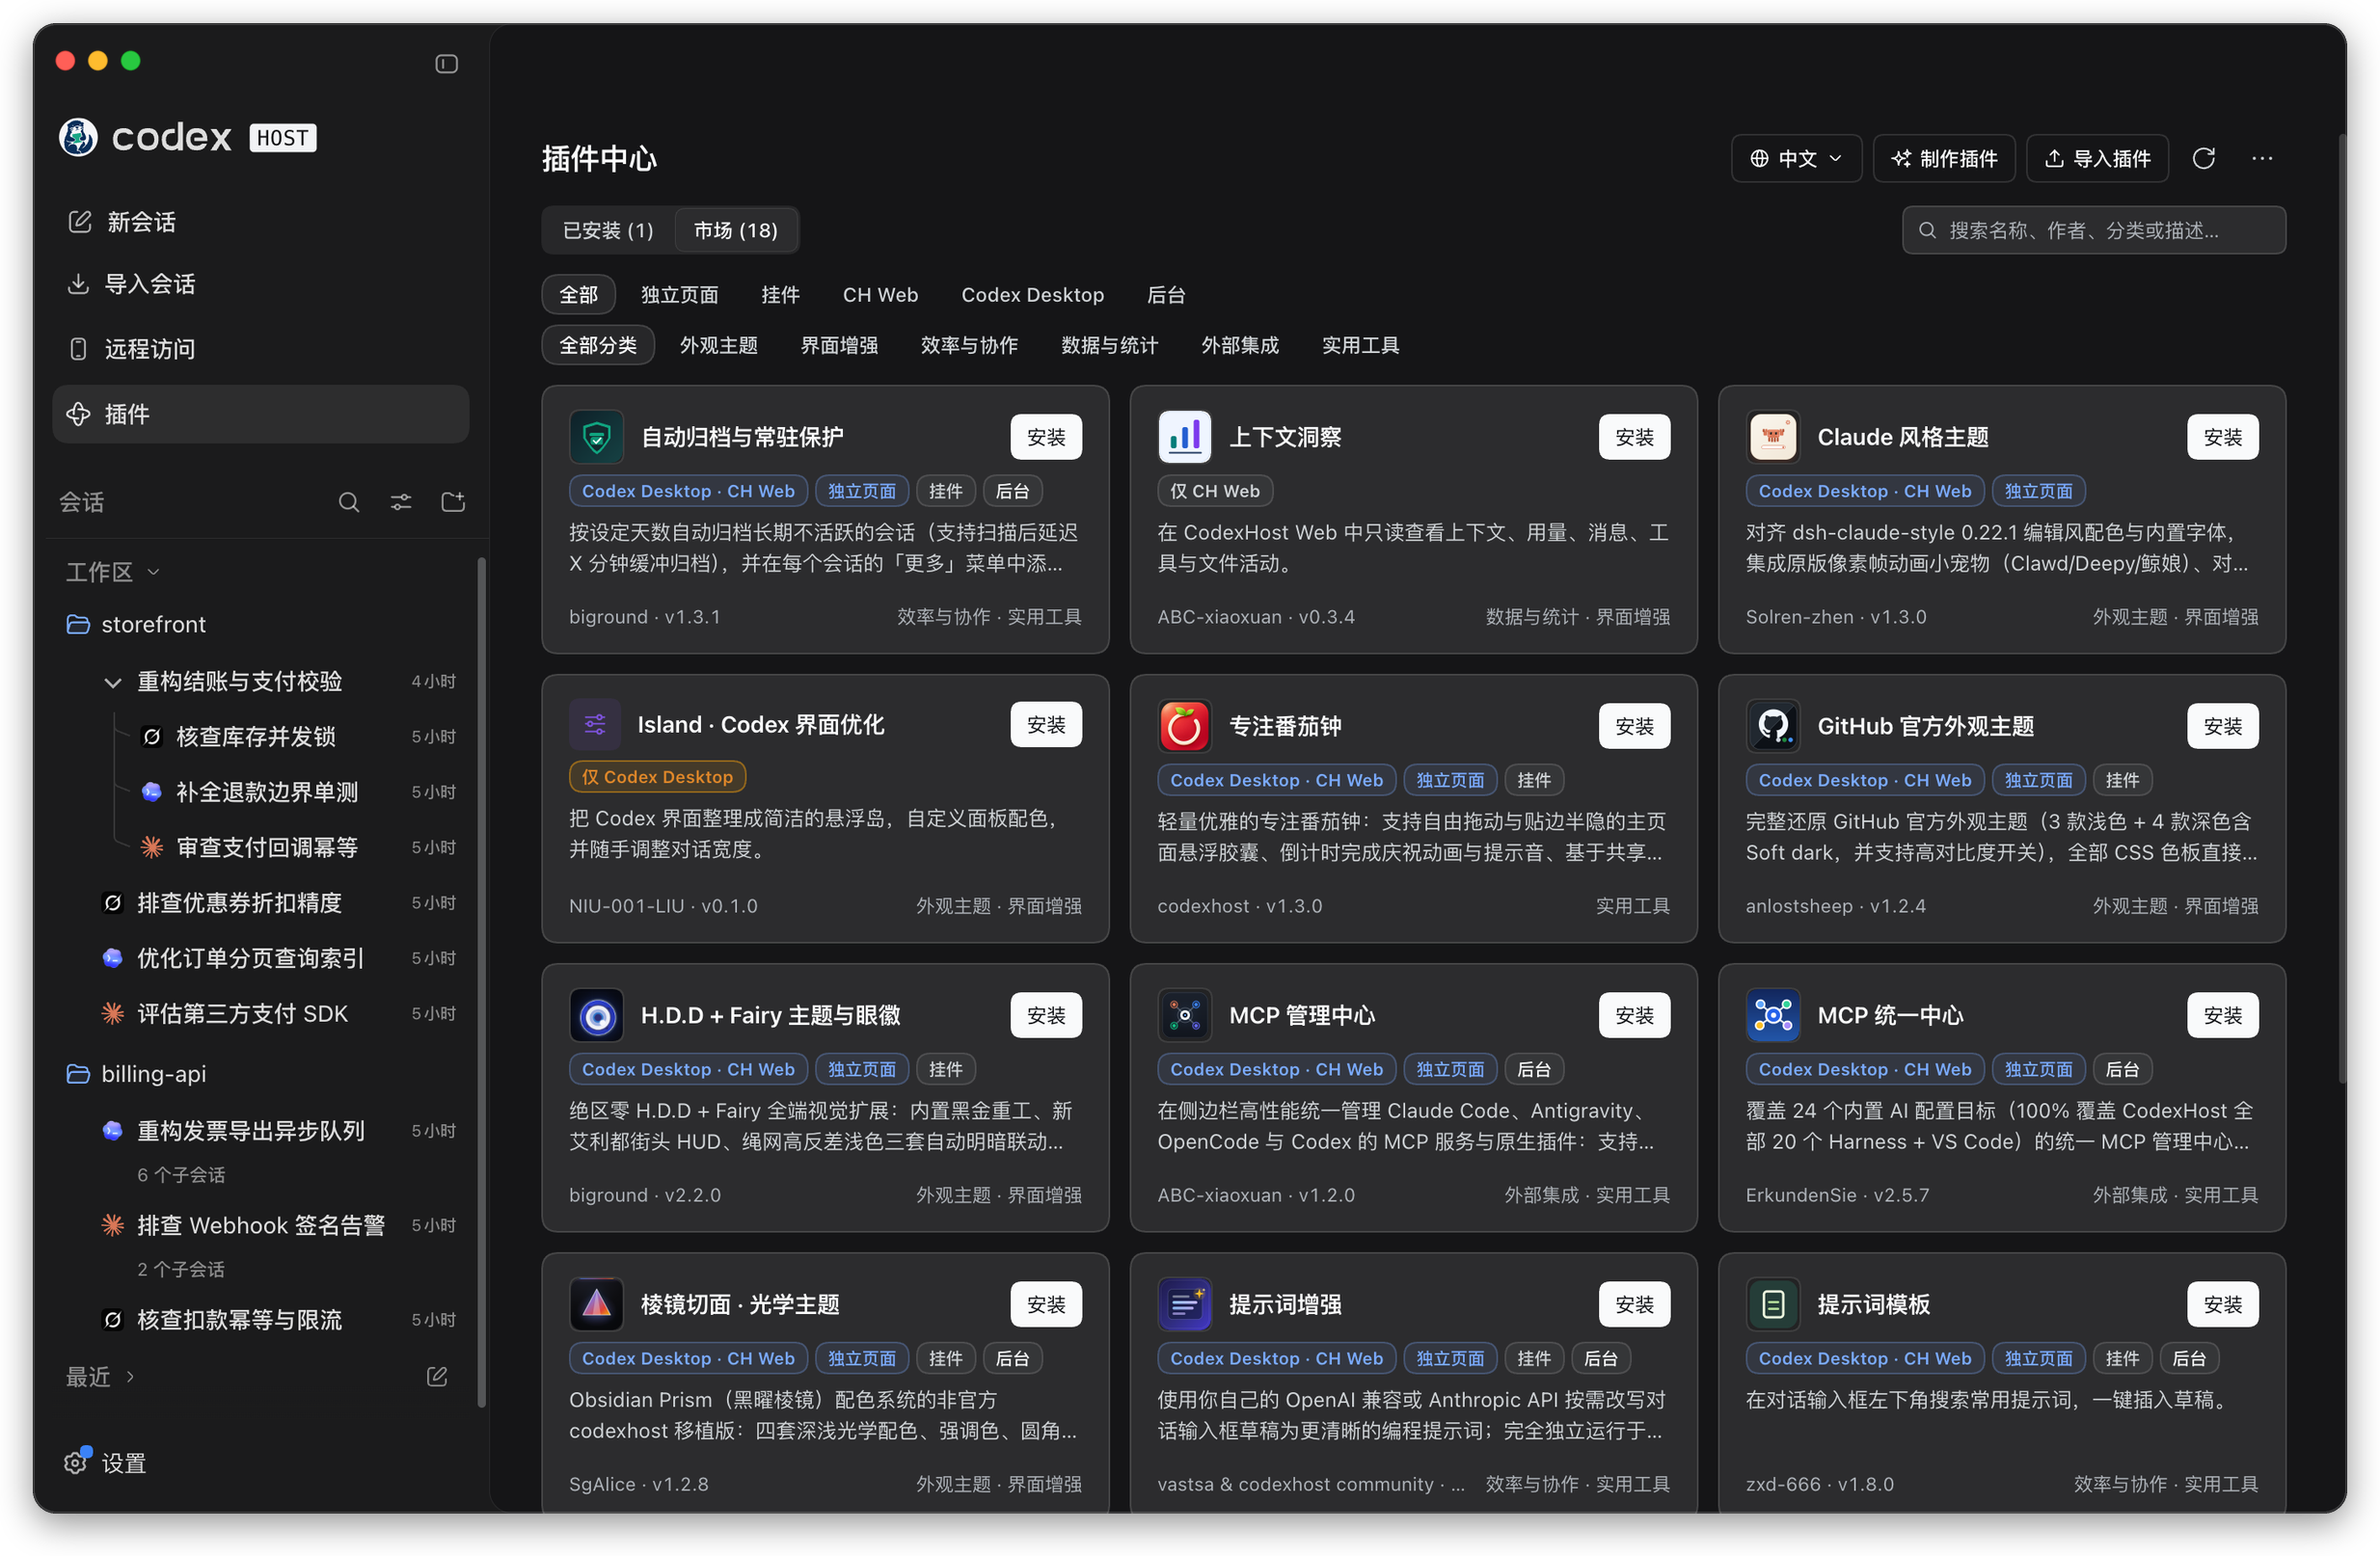 codex HOST
新会话
导入会话
远程访问
插件
会话
工作区
storefront
重构结账与支付校验 4小时
核查库存并发锁 5小时
补全退款边界单测 5小时
审查支付回调幂等 5小时
排查优惠券折扣精度 5小时
优化订单分页查询索引 5小时
评估第三方支付 SDK 5小时
billing-api
重构发票导出异步队列 5小时
6 个子会话
排查 Webhook 签名告警 5小时
2 个子会话
核查扣款幂等与限流 5小时
最近
设置
插件中心
中文 制作插件 导入插件
已安装 (1) 市场 (18)
搜索名称、作者、分类或描述...
全部 独立页面 挂件 CH Web Codex Desktop 后台
全部分类 外观主题 界面增强 效率与协作 数据与统计 外部集成 实用工具
自动归档与常驻保护 安装
Codex Desktop · CH Web 独立页面 挂件 后台
按设定天数自动归档长期不活跃的会话（支持扫描后延迟
X 分钟缓冲归档），并在每个会话的「更多」菜单中添...
biground · v1.3.1 效率与协作 · 实用工具
上下文洞察 安装
仅 CH Web
在 CodexHost Web 中只读查看上下文、用量、消息、工
具与文件活动。
ABC-xiaoxuan · v0.3.4 数据与统计 · 界面增强
Claude 风格主题 安装
Codex Desktop · CH Web 独立页面
对齐 dsh-claude-style 0.22.1 编辑风配色与内置字体，
集成原版像素帧动画小宠物（Clawd/Deepy/鲸娘）、对...
Solren-zhen · v1.3.0 外观主题 · 界面增强
Island · Codex 界面优化 安装
仅 Codex Desktop
把 Codex 界面整理成简洁的悬浮岛，自定义面板配色，
并随手调整对话宽度。
NIU-001-LIU · v0.1.0 外观主题 · 界面增强
专注番茄钟 安装
Codex Desktop · CH Web 独立页面 挂件
轻量优雅的专注番茄钟：支持自由拖动与贴边半隐的主页
面悬浮胶囊、倒计时完成庆祝动画与提示音、基于共享...
codexhost · v1.3.0 实用工具
GitHub 官方外观主题 安装
Codex Desktop · CH Web 独立页面 挂件
完整还原 GitHub 官方外观主题（3 款浅色 + 4 款深色含
Soft dark，并支持高对比度开关），全部 CSS 色板直接...
anlostsheep · v1.2.4 外观主题 · 界面增强
H.D.D + Fairy 主题与眼徽 安装
Codex Desktop · CH Web 独立页面 挂件
绝区零 H.D.D + Fairy 全端视觉扩展：内置黑金重工、新
艾利都街头 HUD、绳网高反差浅色三套自动明暗联动...
biground · v2.2.0 外观主题 · 界面增强
MCP 管理中心 安装
Codex Desktop · CH Web 独立页面 后台
在侧边栏高性能统一管理 Claude Code、Antigravity、
OpenCode 与 Codex 的 MCP 服务与原生插件：支持...
ABC-xiaoxuan · v1.2.0 外部集成 · 实用工具
MCP 统一中心 安装
Codex Desktop · CH Web 独立页面 后台
覆盖 24 个内置 AI 配置目标（100% 覆盖 CodexHost 全
部 20 个 Harness + VS Code）的统一 MCP 管理中心...
ErkundenSie · v2.5.7 外部集成 · 实用工具
棱镜切面 · 光学主题 安装
Codex Desktop · CH Web 独立页面 挂件 后台
Obsidian Prism（黑曜棱镜）配色系统的非官方
codexhost 移植版：四套深浅光学配色、强调色、圆角...
SgAlice · v1.2.8 外观主题 · 界面增强
提示词增强 安装
Codex Desktop · CH Web 独立页面 挂件 后台
使用你自己的 OpenAI 兼容或 Anthropic API 按需改写对
话输入框草稿为更清晰的编程提示词；完全独立运行于...
vastsa & codexhost community · ... 效率与协作 · 实用工具
提示词模板 安装
Codex Desktop · CH Web 独立页面 挂件 后台
在对话输入框左下角搜索常用提示词，一键插入草稿。
zxd-666 · v1.8.0 效率与协作 · 实用工具